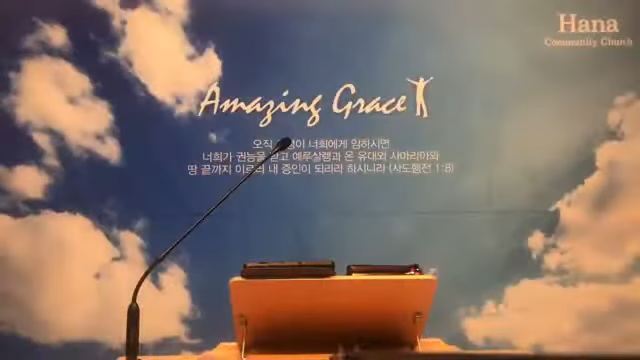 Hana
Community Church
Amazing Grace
오직 이 너희에게 임하시면
너희가 권능을 받고 예루살렘과 온 유대와 사마리아와
땅 끝까지 이르러 내 증인이 되리라 하시니라 (사도행전 1:8)